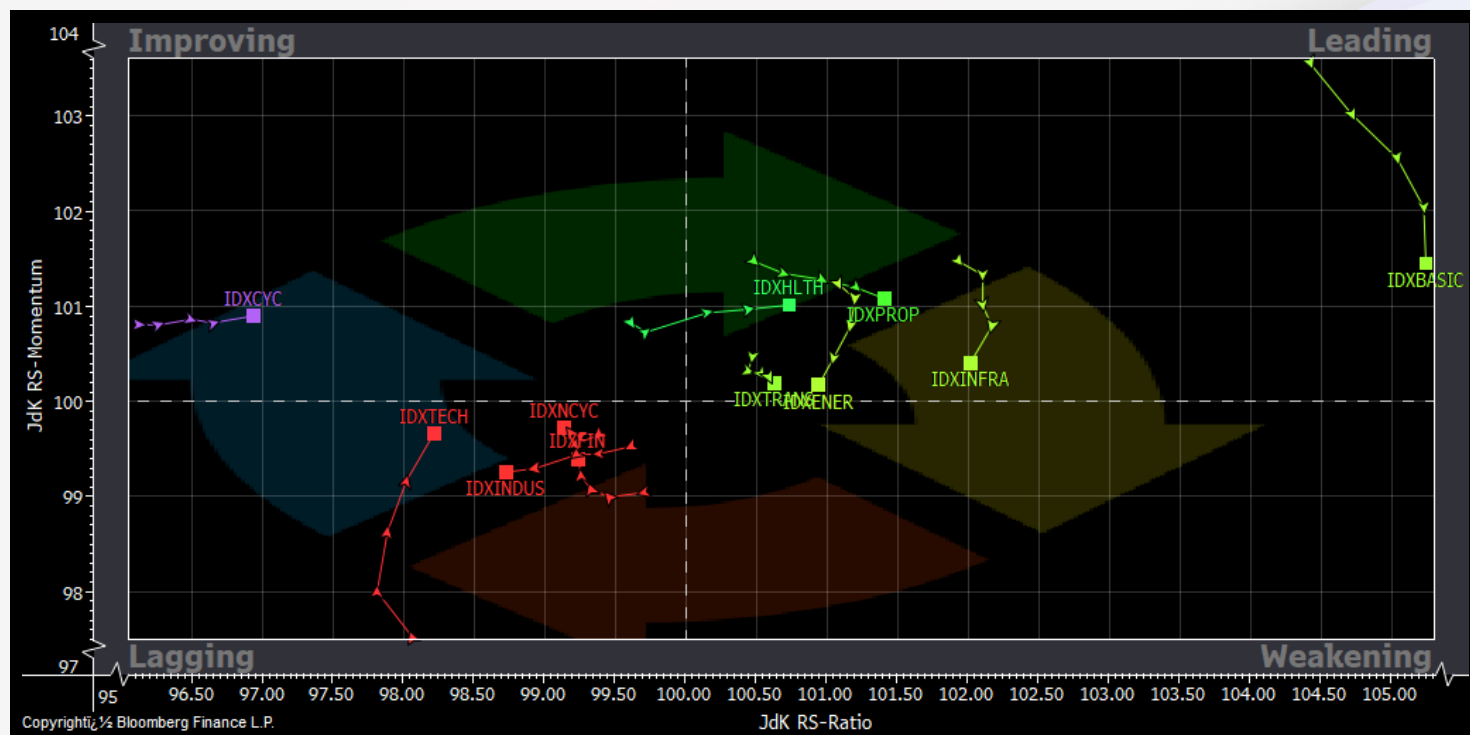 104
Improving
Leading
103
102
101
100
99
98
97
JdK RS-Momentum
IDXCYC
IDXHLTH
IDXPROP
IDXBASIC
IDXINFRA
IDXTRANS
IDXENER
IDXTECH
IDXNCYC
IDXFIN
IDXINDUS
Lagging
Weakening
95
96.50 97.00 97.50 98.00 98.50 99.00 99.50 100.00 100.50 101.00 101.50 102.00 102.50 103.00 103.50 104.00 104.50 105.00
JdK RS-Ratio
Copyrightï¿½ Bloomberg Finance L.P.